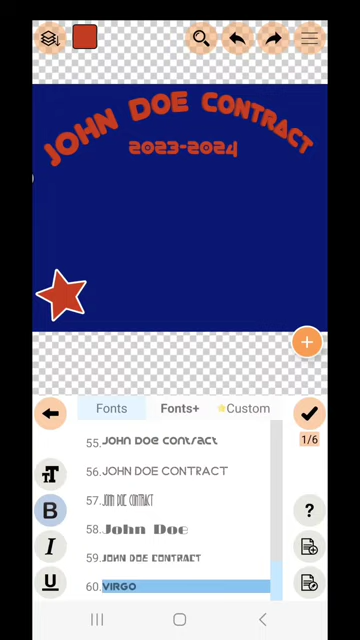 JOHN DOE CONTRACT
2023-2024
Fonts Fonts+ Custom
1/6
55. John Doe Contract
56. JOHN DOE CONTRACT
57. JOHN DOE CONTRACT
58. John Doe
59. JOHN DOE CONTRACT
60. VIRGO
TT
B
I
U
?